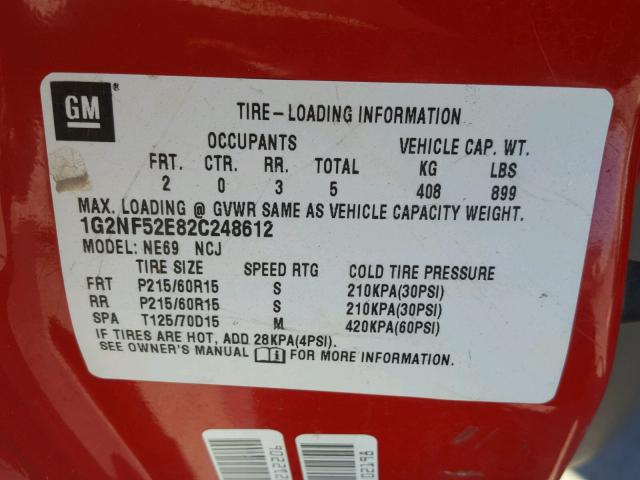 GM
TIRE-LOADING INFORMATION
OCCUPANTS VEHICLE CAP. WT.
FRT. CTR. RR. TOTAL KG LBS
2 0 3 5 408 899
MAX. LOADING @ GVWR SAME AS VEHICLE CAPACITY WEIGHT.
1G2NF52E82C248612
MODEL: NE69 NCJ
TIRE SIZE SPEED RTG COLD TIRE PRESSURE
FRT P215/60R15 S 210KPA(30PSI)
RR P215/60R15 S 210KPA(30PSI)
SPA T125/70D15 M 420KPA(60PSI)
IF TIRES ARE HOT, ADD 28KPA(4PSI).
SEE OWNER'S MANUAL FOR MORE INFORMATION.
212206
02198